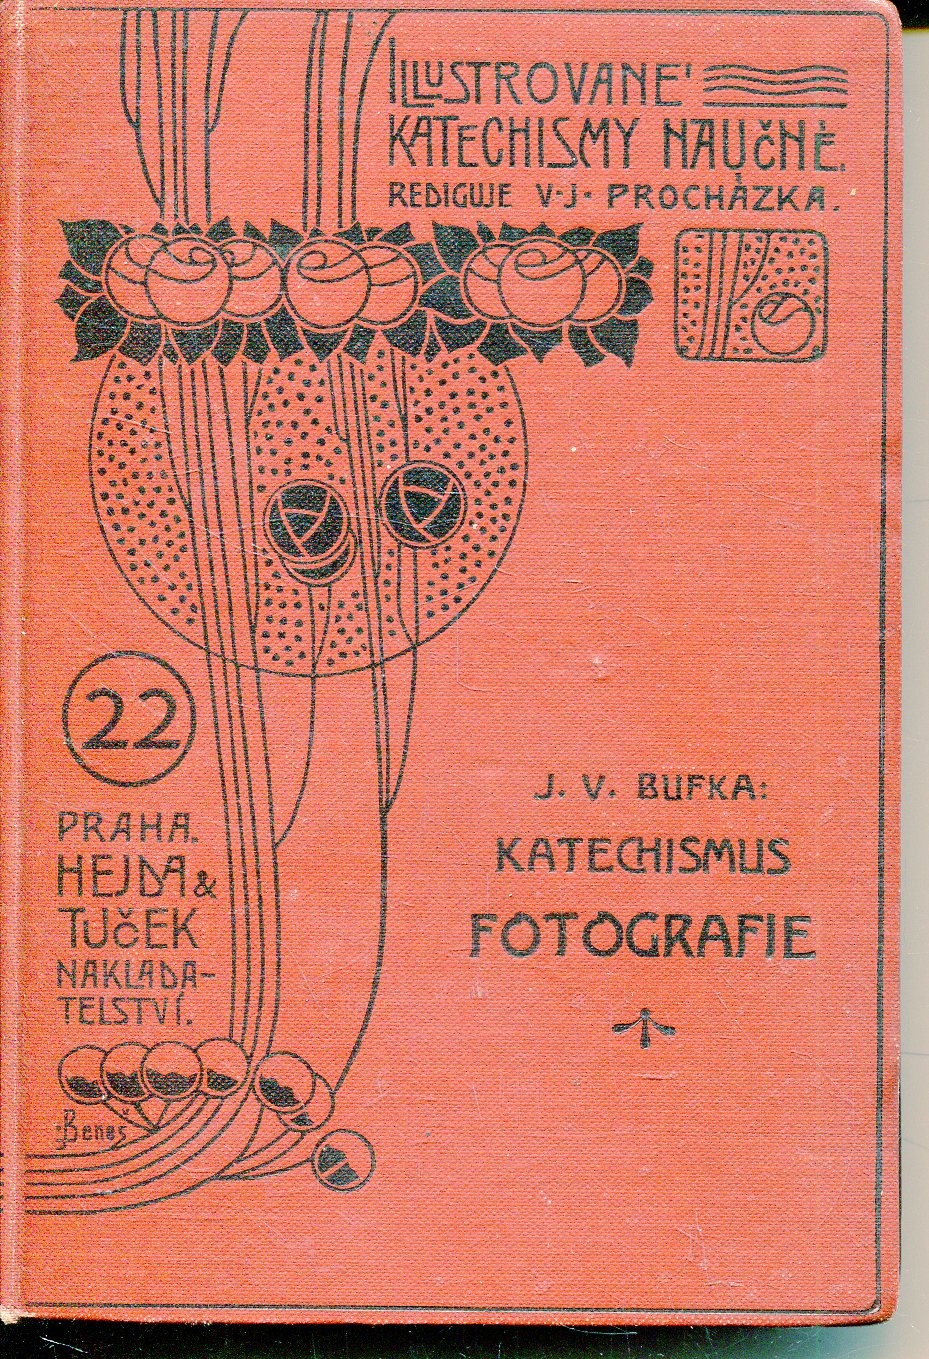 ILLUSTROVANÉ
KATECHISMY NAUČNÉ.
REDIGUJE V·J· PROCHÁZKA.
22
PRAHA.
HEJDA &
TUČEK
NAKLADA-
TELSTVÍ.
J. Beneš
J. V. BUFKA:
KATECHISMUS
FOTOGRAFIE